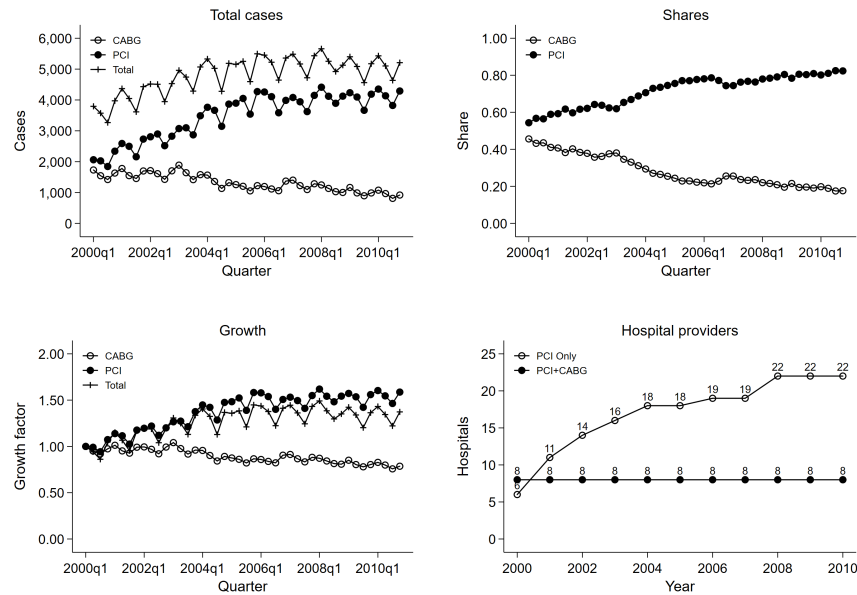 Total cases
CABG
PCI
Total
6,000
5,000
4,000
3,000
2,000
1,000
0
Cases
2000q1 2002q1 2004q1 2006q1 2008q1 2010q1
Quarter
Shares
CABG
PCI
1.00
0.80
0.60
0.40
0.20
0.00
Share
2000q1 2002q1 2004q1 2006q1 2008q1 2010q1
Quarter
Growth
CABG
PCI
Total
2.00
1.50
1.00
0.50
0.00
Growth factor
2000q1 2002q1 2004q1 2006q1 2008q1 2010q1
Quarter
Hospital providers
PCI Only
PCI+CABG
25
20
15
10
5
0
Hospitals
6 11 14 16 18 18 19 19 22 22 22
8 8 8 8 8 8 8 8 8 8 8
2000 2002 2004 2006 2008 2010
Year